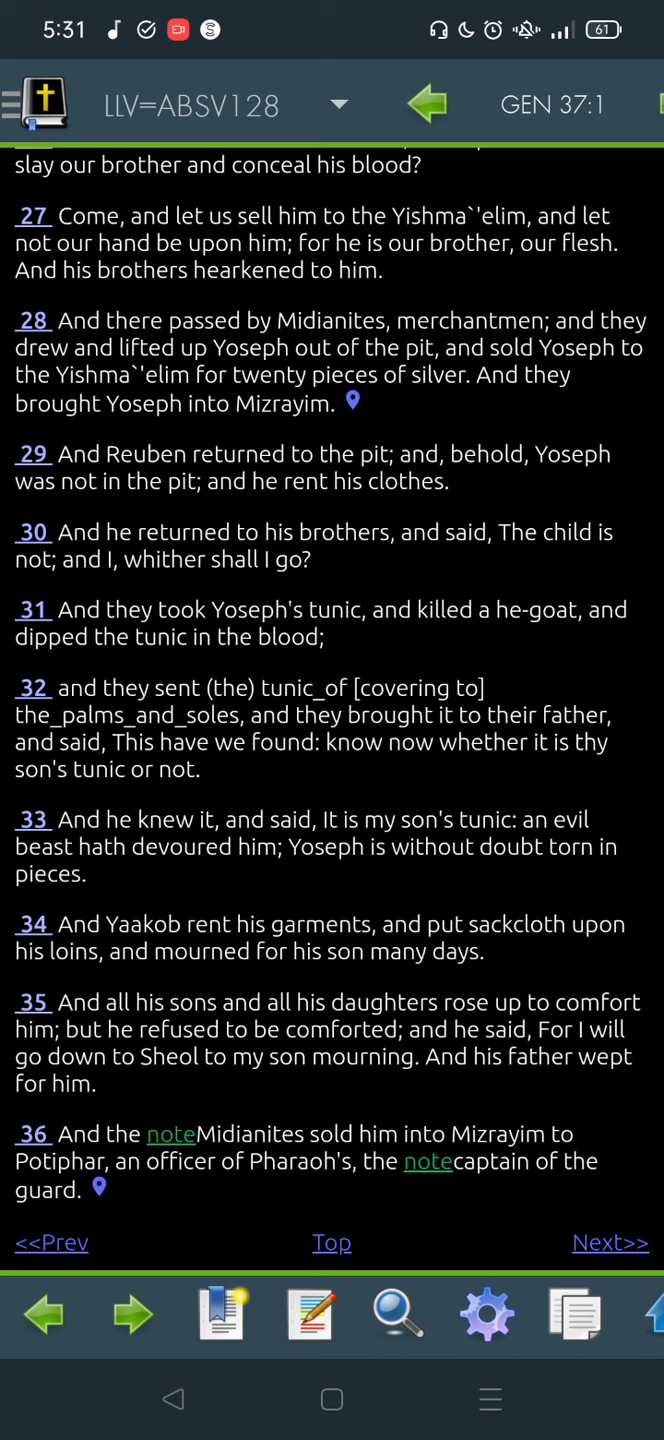 5:31
61
LLV=ABSV128
GEN 37:1
slay our brother and conceal his blood?
27 Come, and let us sell him to the Yishma`'elim, and let
not our hand be upon him; for he is our brother, our flesh.
And his brothers hearkened to him.
28 And there passed by Midianites, merchantmen; and they
drew and lifted up Yoseph out of the pit, and sold Yoseph to
the Yishma`'elim for twenty pieces of silver. And they
brought Yoseph into Mizrayim.
29 And Reuben returned to the pit; and, behold, Yoseph
was not in the pit; and he rent his clothes.
30 And he returned to his brothers, and said, The child is
not; and I, whither shall I go?
31 And they took Yoseph's tunic, and killed a he-goat, and
dipped the tunic in the blood;
32 and they sent (the) tunic_of [covering to]
the_palms_and_soles, and they brought it to their father,
and said, This have we found: know now whether it is thy
son's tunic or not.
33 And he knew it, and said, It is my son's tunic: an evil
beast hath devoured him; Yoseph is without doubt torn in
pieces.
34 And Yaakob rent his garments, and put sackcloth upon
his loins, and mourned for his son many days.
35 And all his sons and all his daughters rose up to comfort
him; but he refused to be comforted; and he said, For I will
go down to Sheol to my son mourning. And his father wept
for him.
36 And the noteMidianites sold him into Mizrayim to
Potiphar, an officer of Pharaoh's, the notecaptain of the
guard.
<<Prev Top Next>>